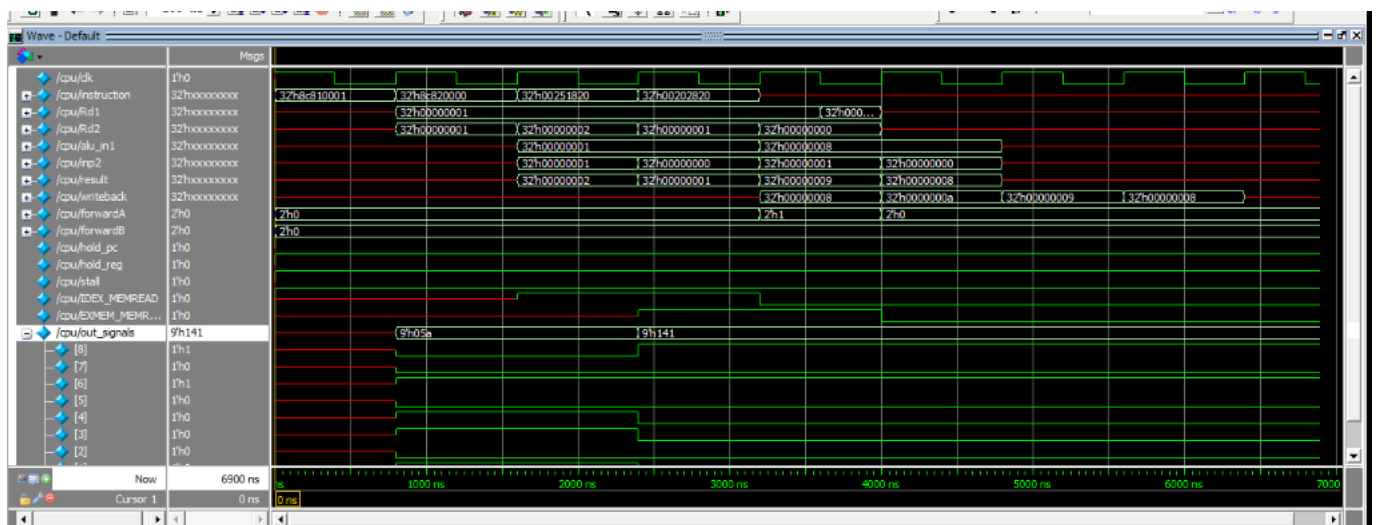 Wave - Default
Msgs
/cpu/clk 1'h0
/cpu/instruction 32'hxxxxxxxx 32'h8c810001 32'h8c820000 32'h00251820 32'h00202820
/cpu/Rd1 32'hxxxxxxxx 32'h00000001 32'h000...
/cpu/Rd2 32'hxxxxxxxx 32'h00000001 32'h00000002 32'h00000001 32'h00000000
/cpu/alu_in1 32'hxxxxxxxx 32'h00000001 32'h00000008
/cpu/inp2 32'hxxxxxxxx 32'h00000001 32'h00000000 32'h00000001 32'h00000000
/cpu/result 32'hxxxxxxxx 32'h00000002 32'h00000001 32'h00000009 32'h00000008
/cpu/writeback 32'hxxxxxxxx 32'h00000008 32'h0000000a 32'h00000009 32'h00000008
/cpu/forwardA 2'h0 2'h0 2'h1 2'h0
/cpu/forwardB 2'h0 2'h0
/cpu/hold_pc 1'h0
/cpu/hold_reg 1'h0
/cpu/stall 1'h0
/cpu/IDEX_MEMREAD 1'h0
/cpu/EXMEM_MEMR... 1'h0
/cpu/out_signals 9'h141 9'h05a 9'h141
[8] 1'h1
[7] 1'h0
[6] 1'h1
[5] 1'h0
[4] 1'h0
[3] 1'h0
[2] 1'h0
Now 6900 ns 1000 ns 2000 ns 3000 ns 4000 ns 5000 ns 6000 ns 7000
Cursor 1 0 ns 0 ns